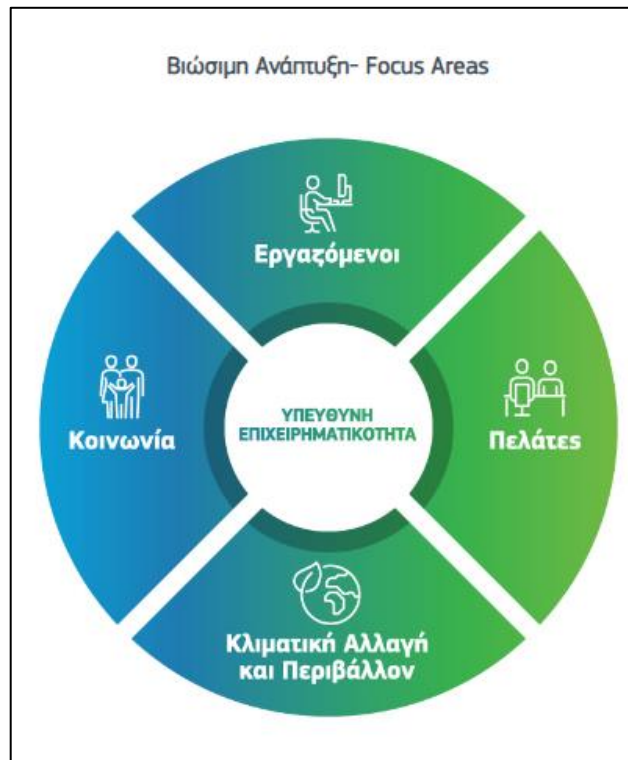 Βιώσιμη Ανάπτυξη- Focus Areas
Εργαζόμενοι
Κοινωνία
ΥΠΕΥΘΥΝΗ
ΕΠΙΧΕΙΡΗΜΑΤΙΚΟΤΗΤΑ
Πελάτες
Κλιματική Αλλαγή
και Περιβάλλον